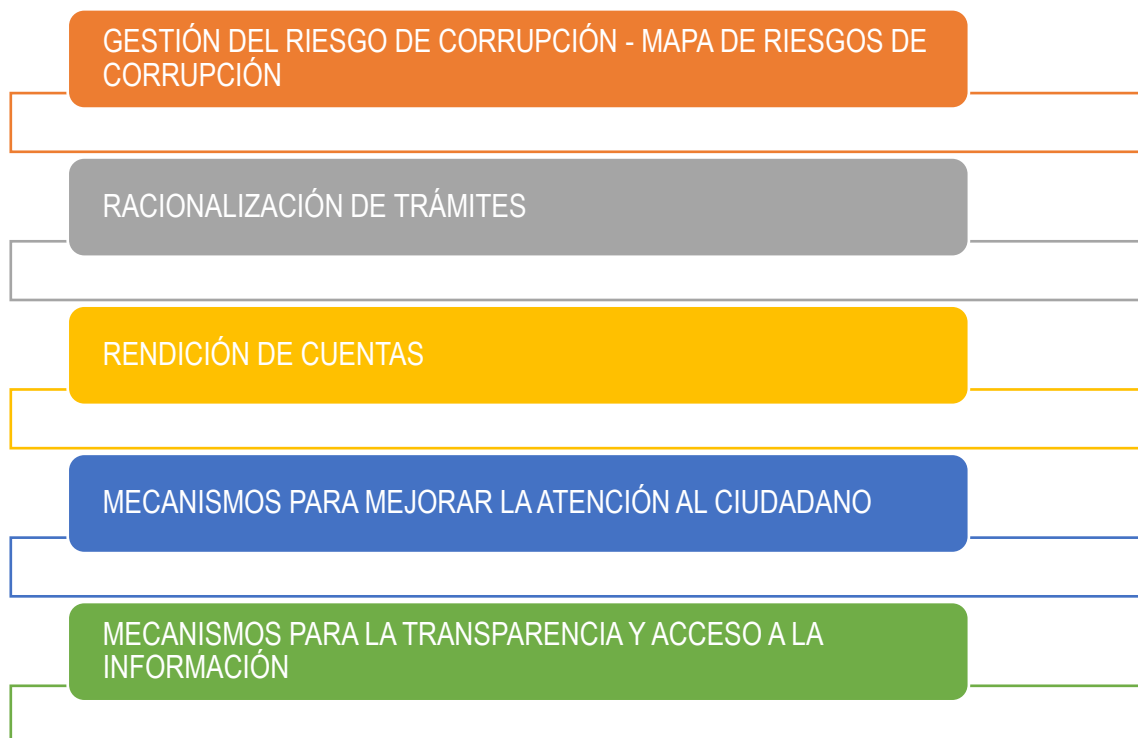 GESTIÓN DEL RIESGO DE CORRUPCIÓN - MAPA DE RIESGOS DE
CORRUPCIÓN
RACIONALIZACIÓN DE TRÁMITES
RENDICIÓN DE CUENTAS
MECANISMOS PARA MEJORAR LA ATENCIÓN AL CIUDADANO
MECANISMOS PARA LA TRANSPARENCIA Y ACCESO A LA
INFORMACIÓN